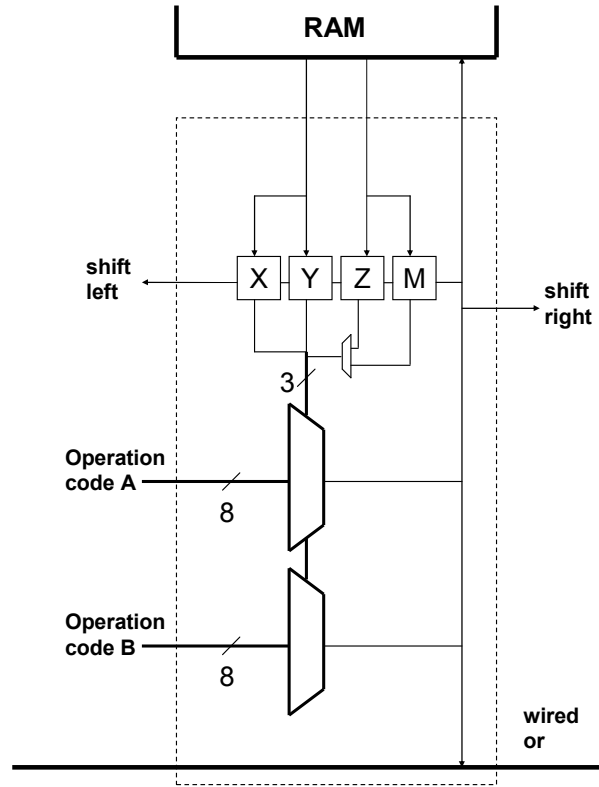 RAM
shift
left
X Y Z M
shift
right
3
Operation
code A
8
Operation
code B
8
wired
or